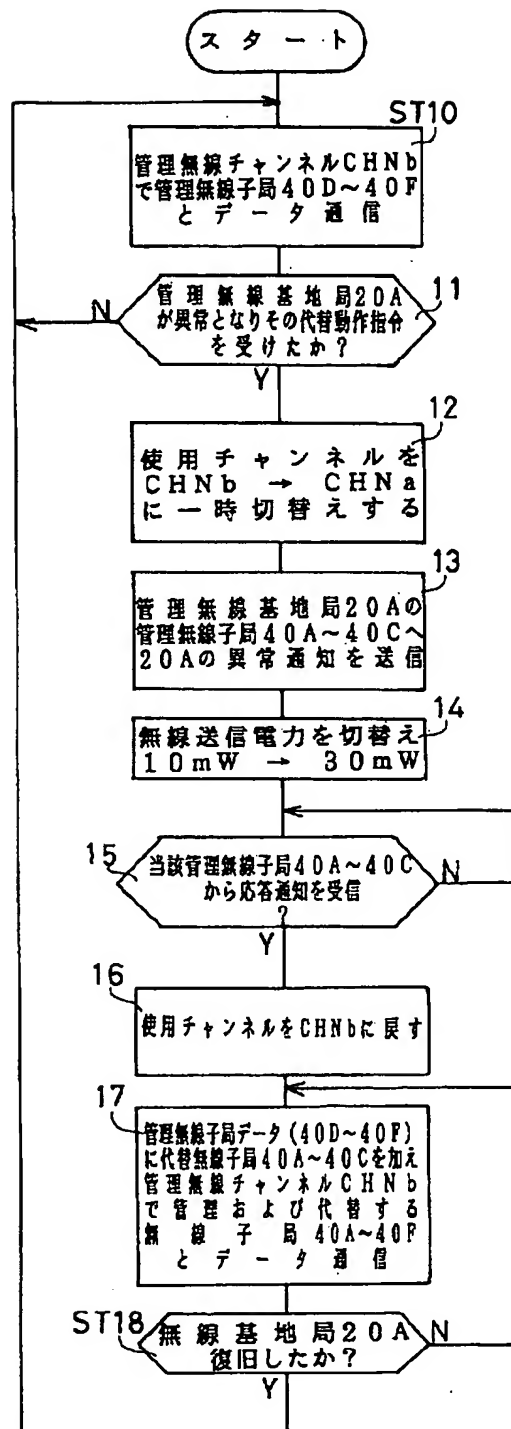 スタート
ST10
管理無線チャンネルCHNb
で管理無線子局40D～40F
とデータ通信
管理無線基地局20A
が異常となりその代替動作指令
を受けたか？
11
N
Y
12
使用チャンネルを
CHNb → CHNa
に一時切替えする
13
管理無線基地局20Aの
管理無線子局40A～40Cへ
20Aの異常通知を送信
14
無線送信電力を切替え
10mW → 30mW
15
当該管理無線子局40A～40C
から応答通知を受信
？
N
Y
16
使用チャンネルをCHNbに戻す
17
管理無線子局データ(40D～40F)
に代替無線子局40A～40Cを加え
管理無線チャンネルCHNb
で管理および代替する
無線子局40A～40F
とデータ通信
ST18
無線基地局20A
復旧したか？
N
Y